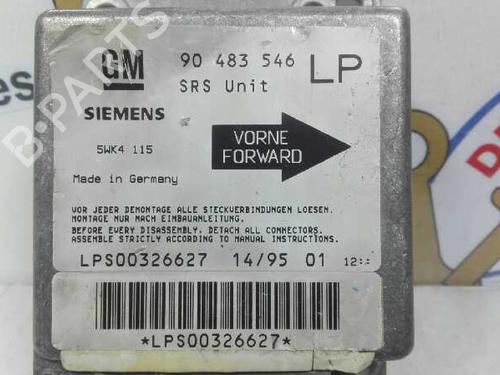 GM 90 483 546 LP
SRS Unit
SIEMENS
5WK4 115
VORNE
FORWARD
Made in Germany
VOR JEDER DEMONTAGE ALLE STECKVERBINDUNGEN LOESEN.
MONTAGE NUR NACH EINBAUANLEITUNG.
BEFORE EVERY DISASSEMBLY, DETACH ALL CONNECTORS.
ASSEMBLE STRICTLY ACCORDING TO MANUAL INSTRUCTIONS.
LPS00326627 14/95 01
*LPS00326627*
B-PARTS